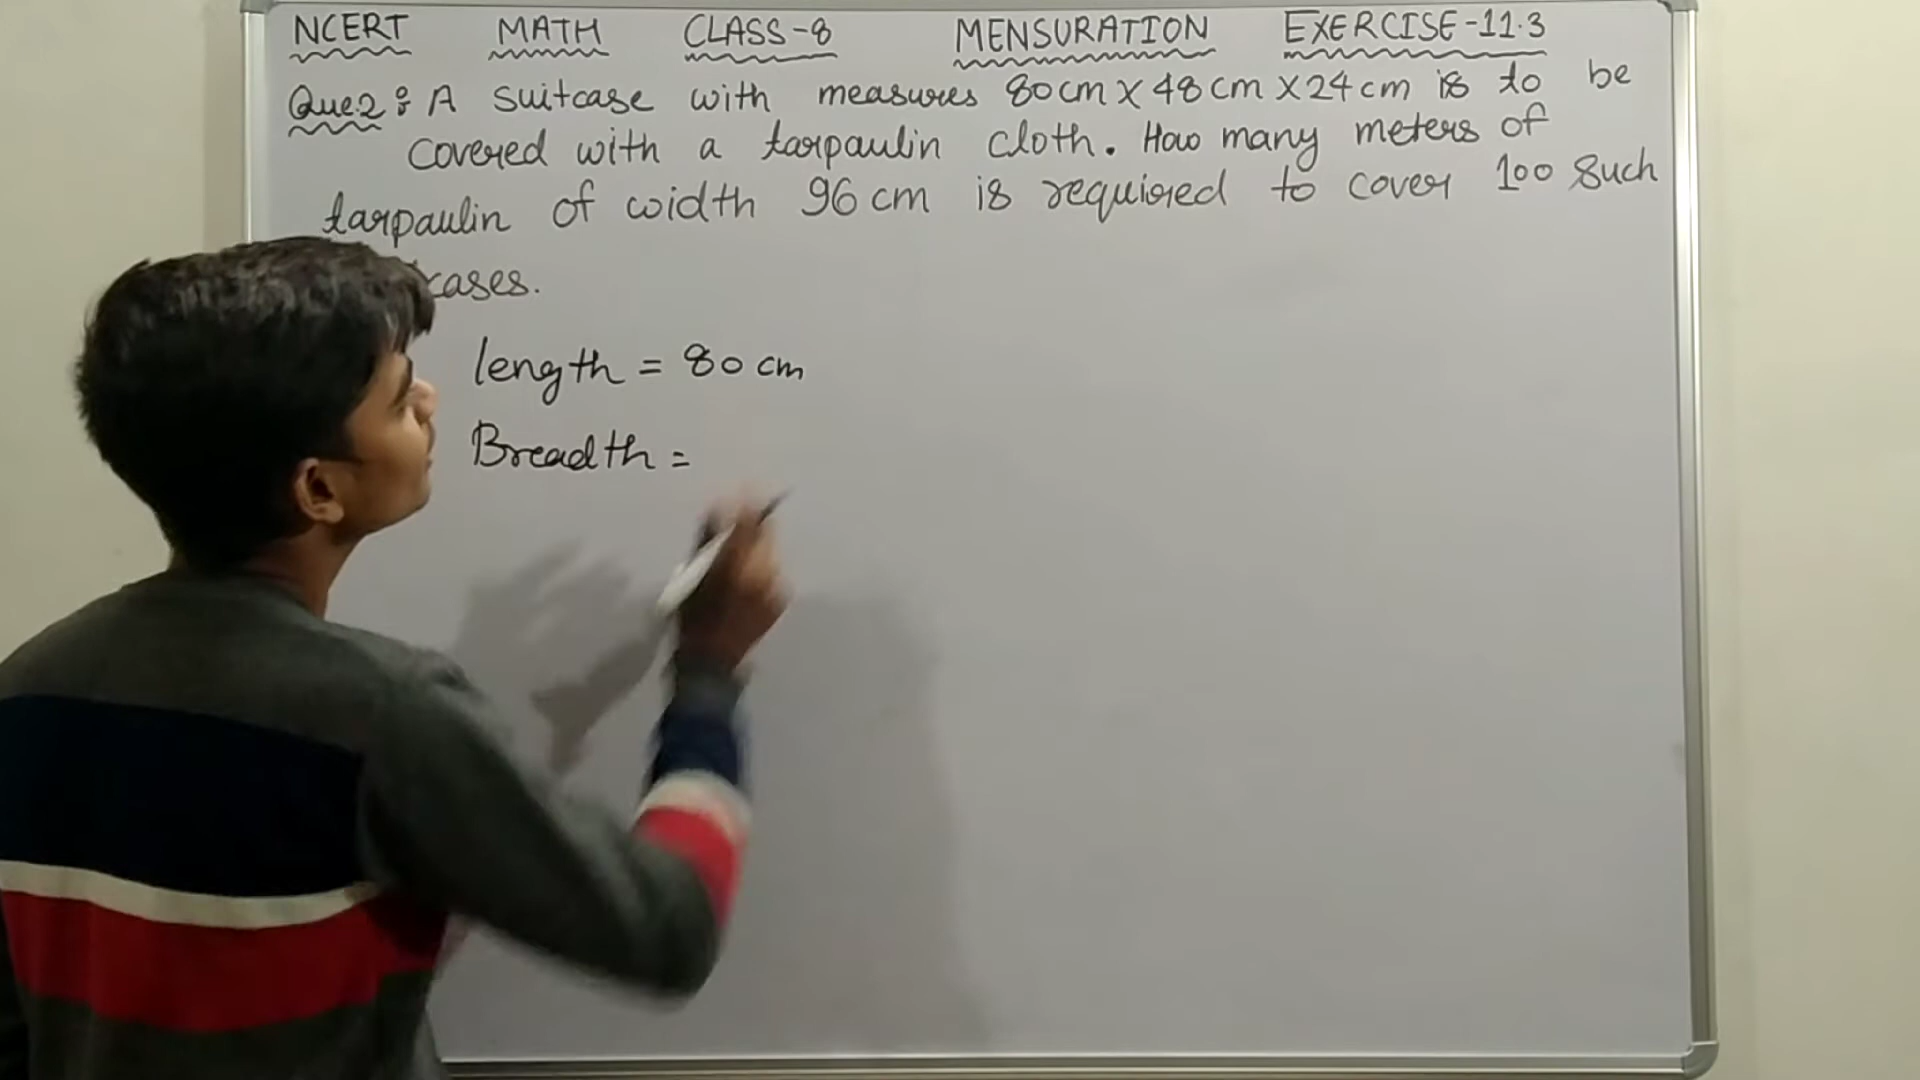 NCERT MATH CLASS-8 MENSURATION EXERCISE-11.3
Que2: A suitcase with measures 80cm X 48cm X 24cm is to be
covered with a tarpaulin cloth. How many meters of
tarpaulin of width 96 cm is required to cover 100 such
cases.
length = 80 cm
Breadth =